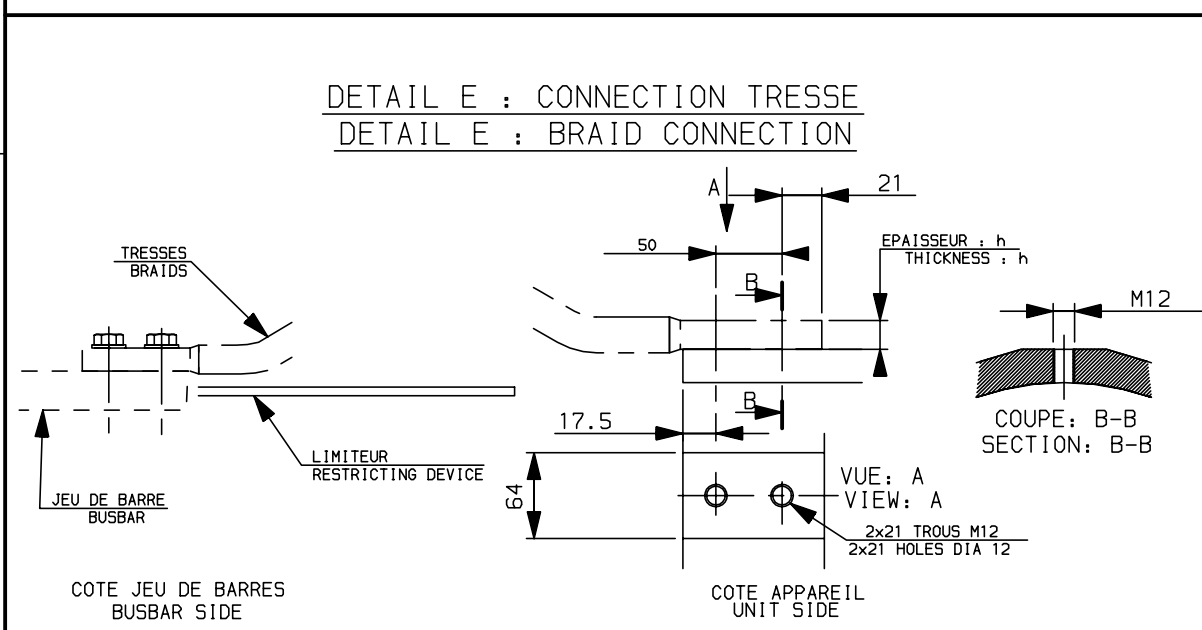 DETAIL E : CONNECTION TRESSE
DETAIL E : BRAID CONNECTION
A
21
50
EPAISSEUR : h
THICKNESS : h
TRESSES
BRAIDS
B
M12
B
17.5
COUPE: B-B
SECTION: B-B
LIMITEUR
RESTRICTING DEVICE
64
VUE: A
VIEW: A
JEU DE BARRE
BUSBAR
2x21 TROUS M12
2x21 HOLES DIA 12
COTE JEU DE BARRES
BUSBAR SIDE
COTE APPAREIL
UNIT SIDE